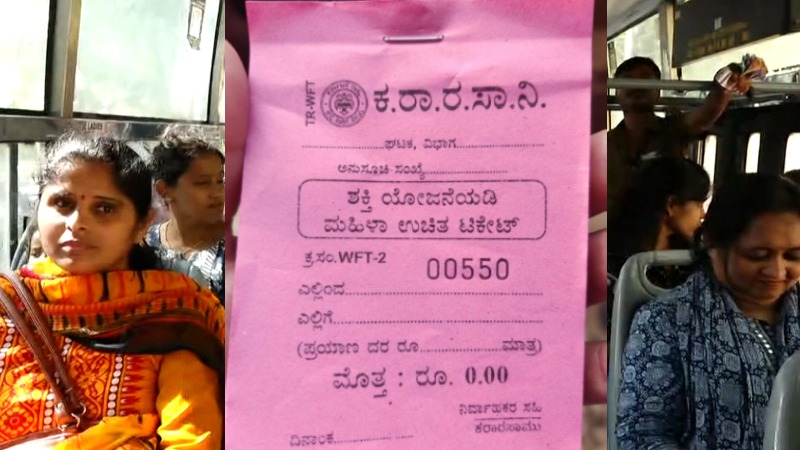 LADIES
TR-WFT
ಕ.ರಾ.ರ.ಸಾ.ನಿ.
....................ಘಟಕ, ವಿಭಾಗ....................
ಅನುಸೂಚಿ ಸಂಖ್ಯೆ....................
ಶಕ್ತಿ ಯೋಜನೆಯಡಿ
ಮಹಿಳಾ ಉಚಿತ ಟಿಕೇಟ್
ಕ್ರ.ಸಂ.WFT-2 00550
ಎಲ್ಲಿಂದ....................
ಎಲ್ಲಿಗೆ....................
(ಪ್ರಯಾಣ ದರ ರೂ....................ಮಾತ್ರ)
ಮೊತ್ತ : ರೂ. 0.00
ನಿರ್ವಾಹಕರ ಸಹಿ
ಕರಾರಸಾಮು
ದಿನಾಂಕ....................